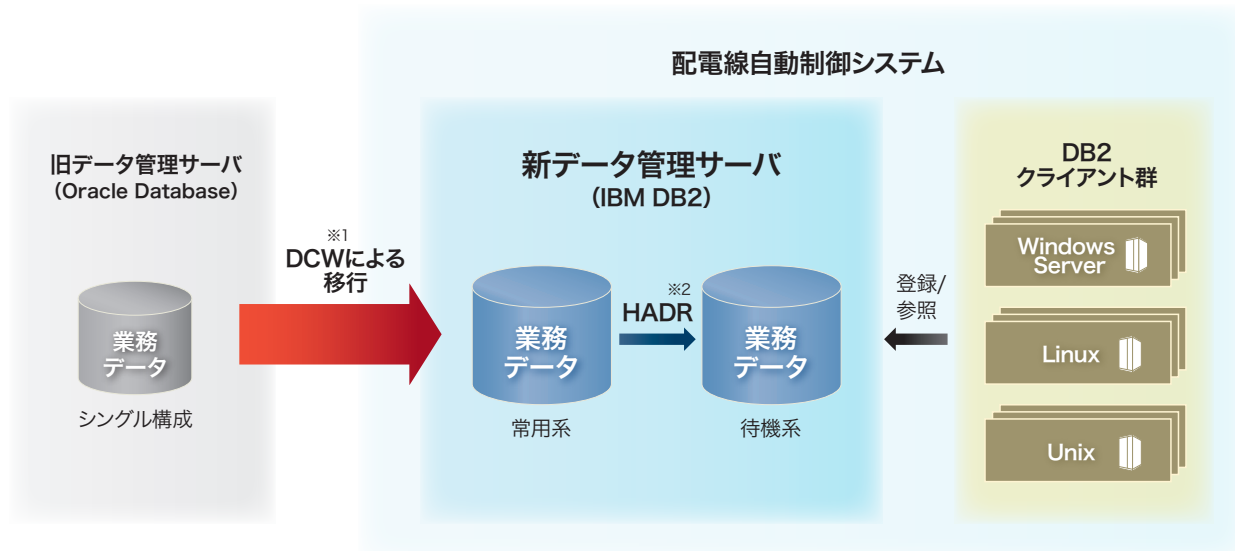 配電線自動制御システム
旧データ管理サーバ
(Oracle Database)
業務
データ
シングル構成
※1
DCWによる
移行
新データ管理サーバ
(IBM DB2)
業務
データ
常用系
※2
HADR
業務
データ
待機系
登録/
参照
DB2
クライアント群
Windows
Server
Linux
Unix